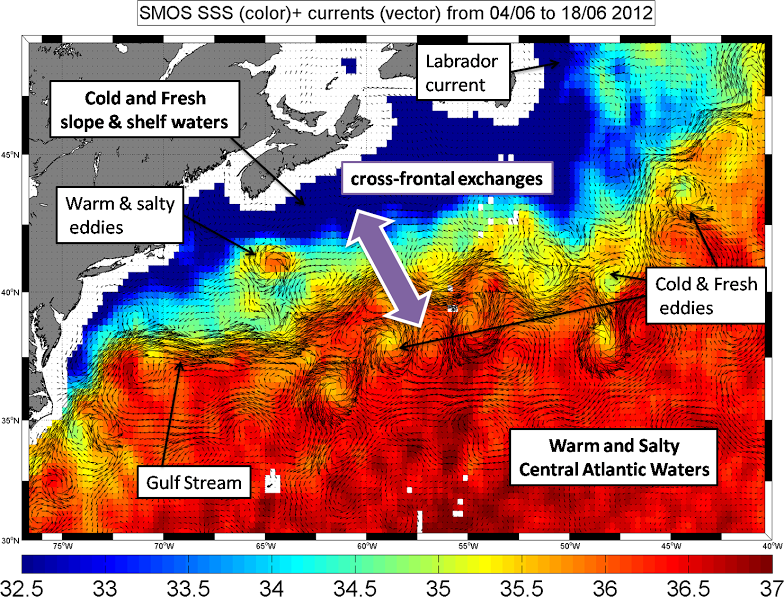 SMOS SSS (color)+ currents (vector) from 04/06 to 18/06 2012
Labrador
current
Cold and Fresh
slope & shelf waters
45°N
cross-frontal exchanges
Warm & salty
eddies
Cold & Fresh
eddies
40°N
35°N
Warm and Salty
Central Atlantic Waters
Gulf Stream
30°N
75°W 70°W 65°W 60°W 55°W 50°W 45°W 40°W
32.5 33 33.5 34 34.5 35 35.5 36 36.5 37